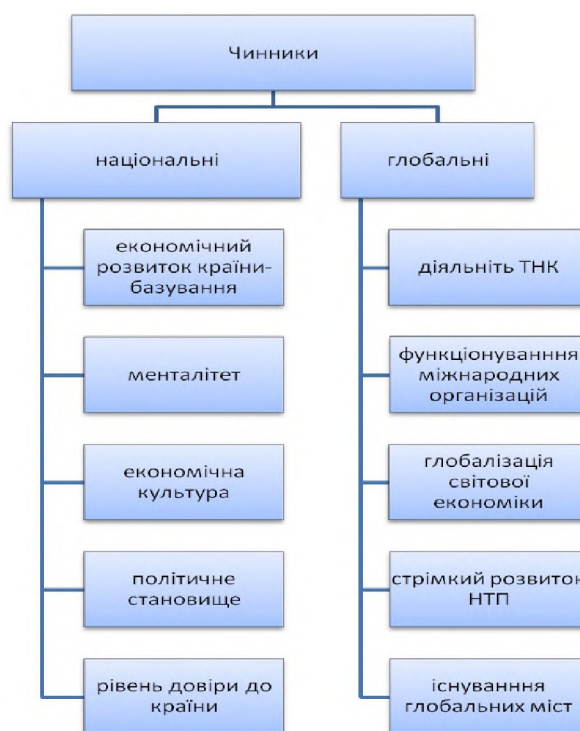 Чинники
національні
економічний
розвиток країни-
базування
менталітет
економічна
культура
політичне
становище
рівень довіри до
країни
глобальні
діяльніть ТНК
функціонуванння
міжнародних
організацій
глобалізація
світової
економіки
стрімкий розвиток
НТП
існуванння
глобальних міст